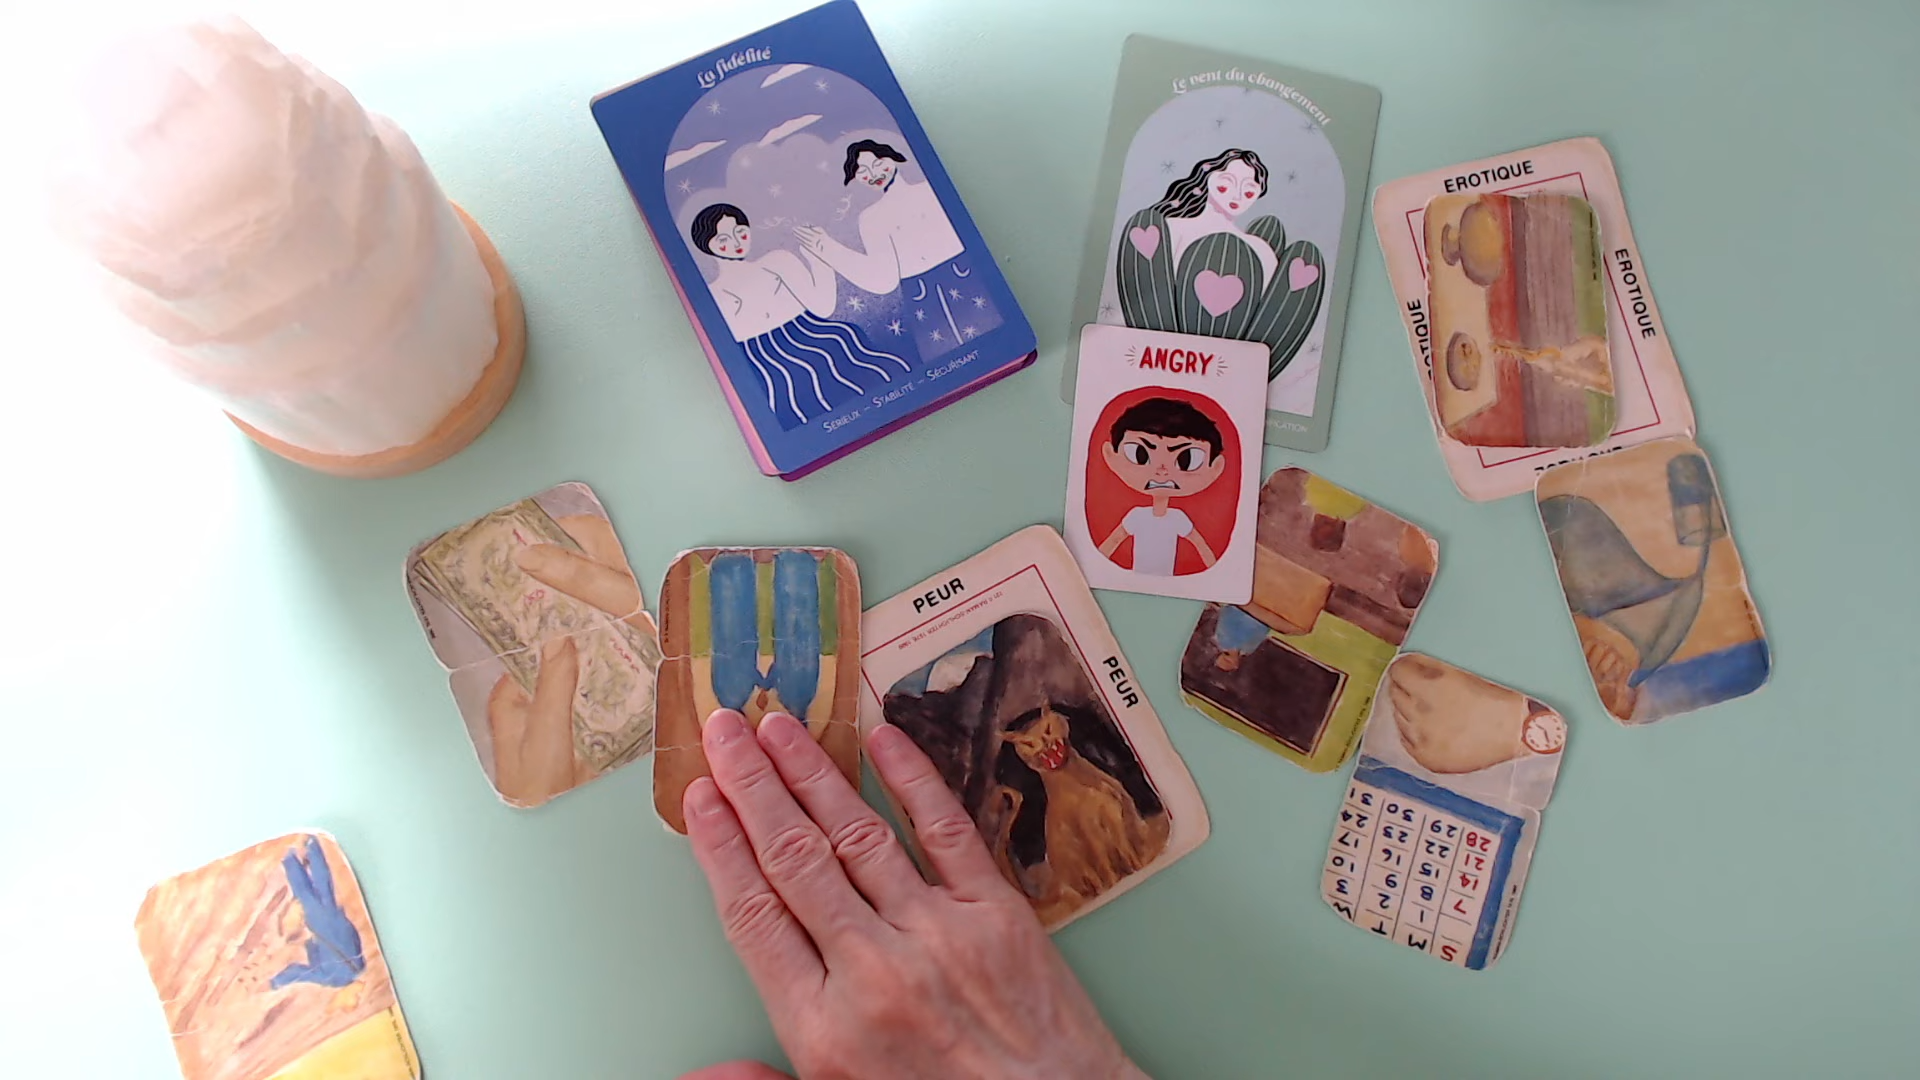 La fidélité
SÉRIEUX – STABILITÉ – SÉCURISANT
Le vent du changement
ANGRY
EROTIQUE
EROTIQUE
PEUR
PEUR
S
M
T
W
1
2
3
7
8
9
10
14
15
16
17
21
22
23
24
28
29
30
31